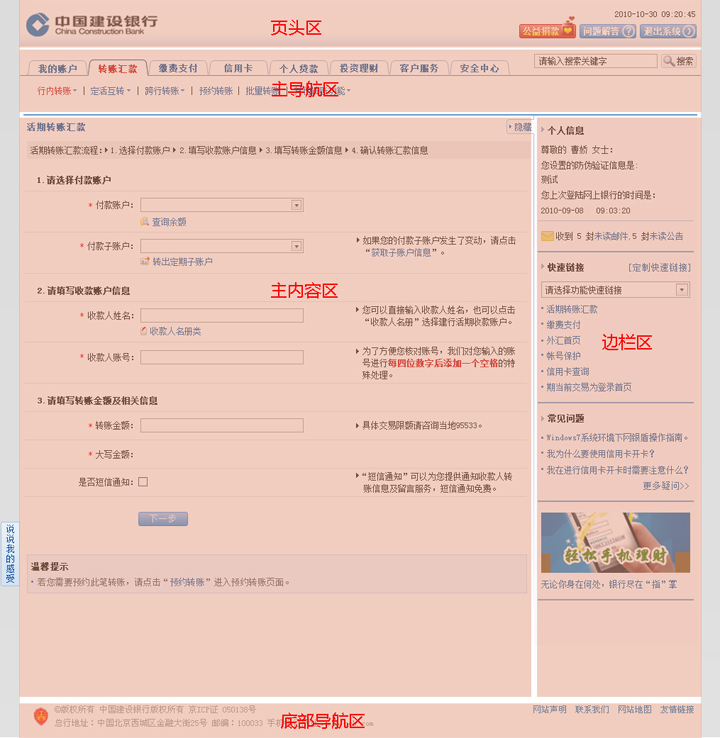 中国建设银行
China Construction Bank
页头区
2010-10-30 09:20:45
公益捐款 问题解答 退出系统
我的账户 转账汇款 缴费支付 信用卡 个人贷款 投资理财 客户服务 安全中心
请输入搜索关键字 搜索
行内转账 | 定活互转 | 跨行转账 | 预约转账 | 批量转账
主导航区
活期转账汇款
隐藏
活期转账汇款流程: 1.选择付款账户 2.填写收款账户信息 3.填写转账金额信息 4.确认转账汇款信息
1.请选择付款账户
* 付款账户:
查询余额
* 付款子账户:
转出定期子账户
如果您的付款子账户发生了变动,请点击
“获取子账户信息”。
2.请填写收款账户信息
主内容区
* 收款人姓名:
收款人名册类
您可以直接输入收款人姓名,也可以点击
“收款人名册”选择建行活期收款账户。
* 收款人账号:
为了方便您核对账号,我们对您输入的账
号进行每四位数字后添加一个空格的特
殊处理。
3.请填写转账金额及相关信息
* 转账金额:
具体交易限额请咨询当地95533。
* 大写金额:
是否短信通知:
“短信通知”可以为您提供通知收款人转
账信息及留言服务,短信通知免费。
下一步
温馨提示
· 若您需要预约此笔转账,请点击“预约转账”进入预约转账页面。
个人信息
尊敬的 曹娇 女士:
您设置的防伪验证信息是:
测试
您上次登陆网上银行的时间是:
2010-09-08 09:03:20
收到 5 封未读邮件,5 封未读公告
快速链接 [定制快速链接]
请选择功能快速链接
· 活期转账汇款
· 缴费支付
· 外汇首页
· 帐号保护
· 信用卡查询
· 期当前交易为登录首页
边栏区
常见问题
· Windows7系统环境下网银盾操作指南。
· 我为什么要使用信用卡开卡?
· 我在进行信用卡开卡时需要注意什么?
更多疑问>>
轻松手机理财
无论你身在何处,银行尽在“指”掌
说说我的感受
©版权所有 中国建设银行版权所有 京ICP证 050138号
总行地址: 中国北京西城区金融大街25号 邮编: 100033
底部导航区
网站声明 联系我们 网站地图 友情链接